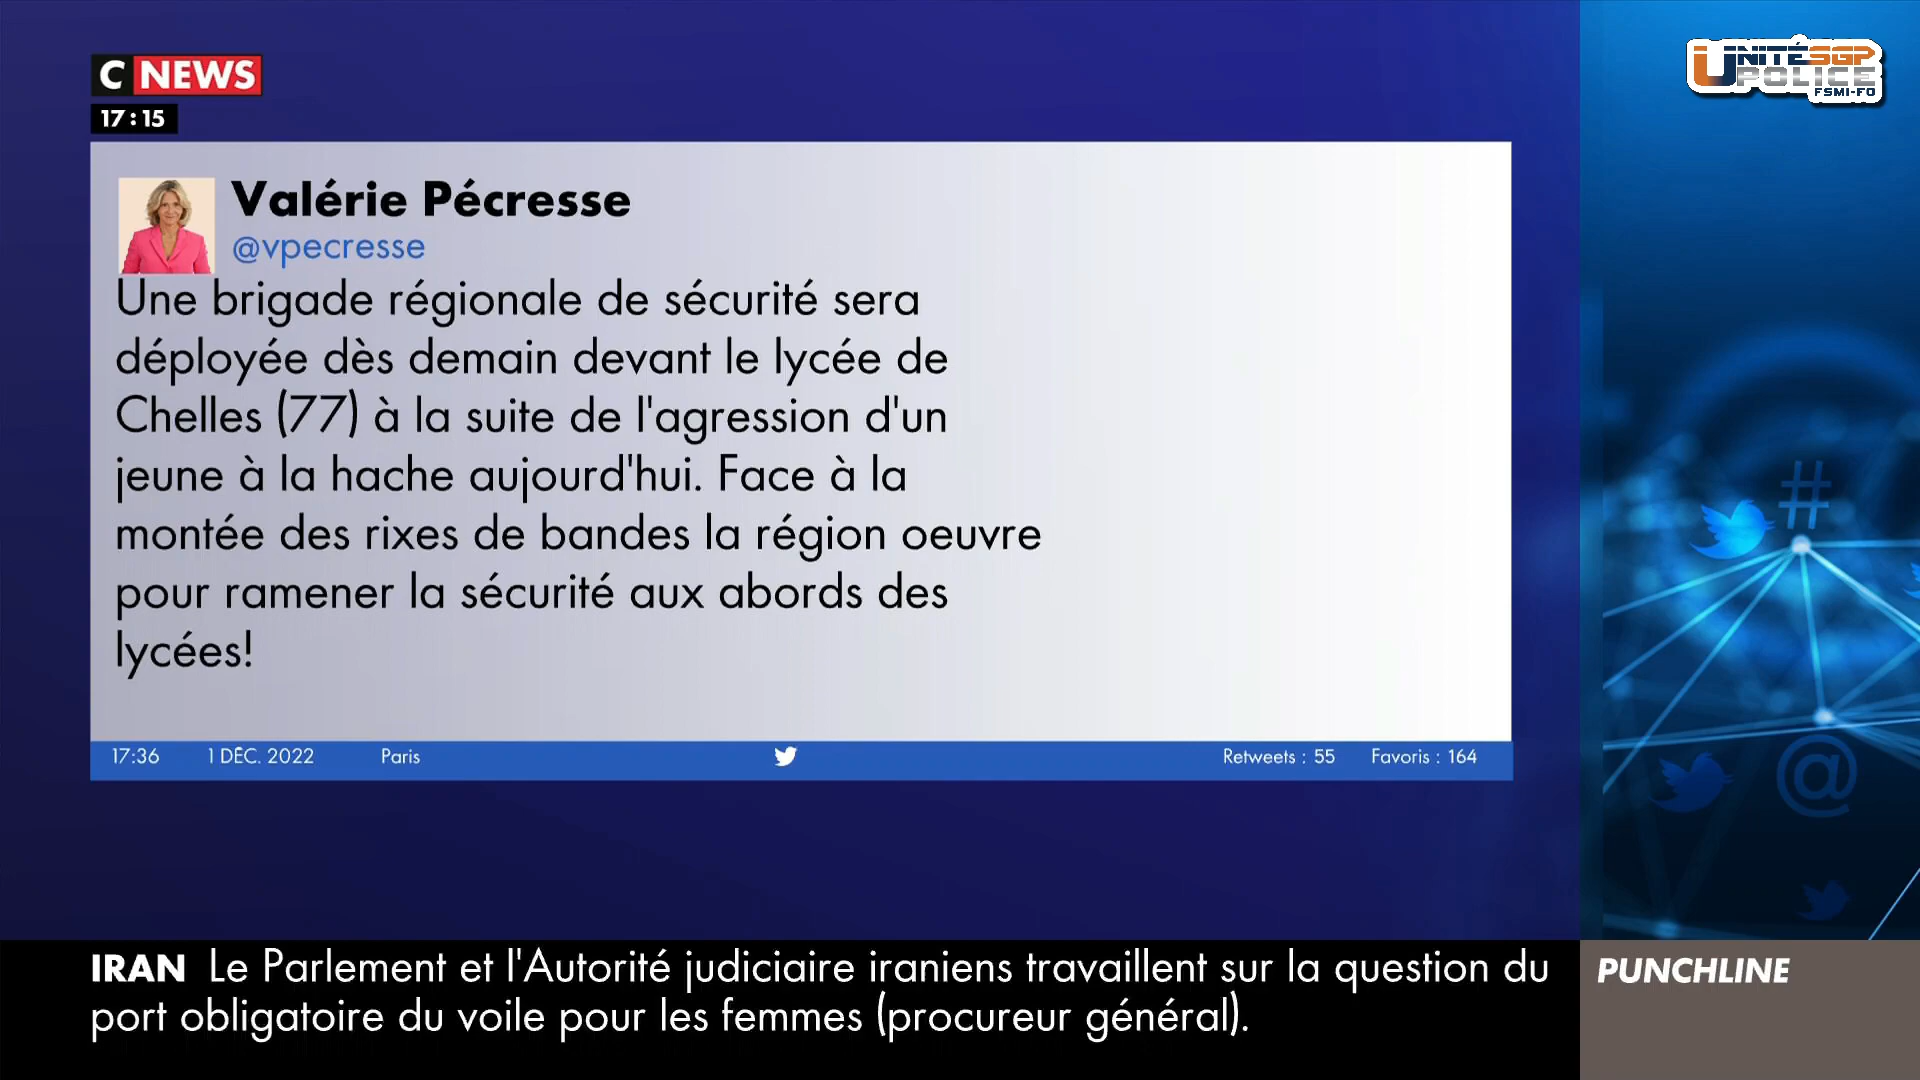 C NEWS
17:15
UNITÉSGP
POLICE
FSMI-FO
Valérie Pécresse
@vpecresse
Une brigade régionale de sécurité sera
déployée dès demain devant le lycée de
Chelles (77) à la suite de l'agression d'un
jeune à la hache aujourd'hui. Face à la
montée des rixes de bandes la région oeuvre
pour ramener la sécurité aux abords des
lycées!
17:36 1 DÉC. 2022 Paris Retweets : 55 Favoris : 164
#
@
IRAN Le Parlement et l'Autorité judiciaire iraniens travaillent sur la question du
port obligatoire du voile pour les femmes (procureur général).
PUNCHLINE